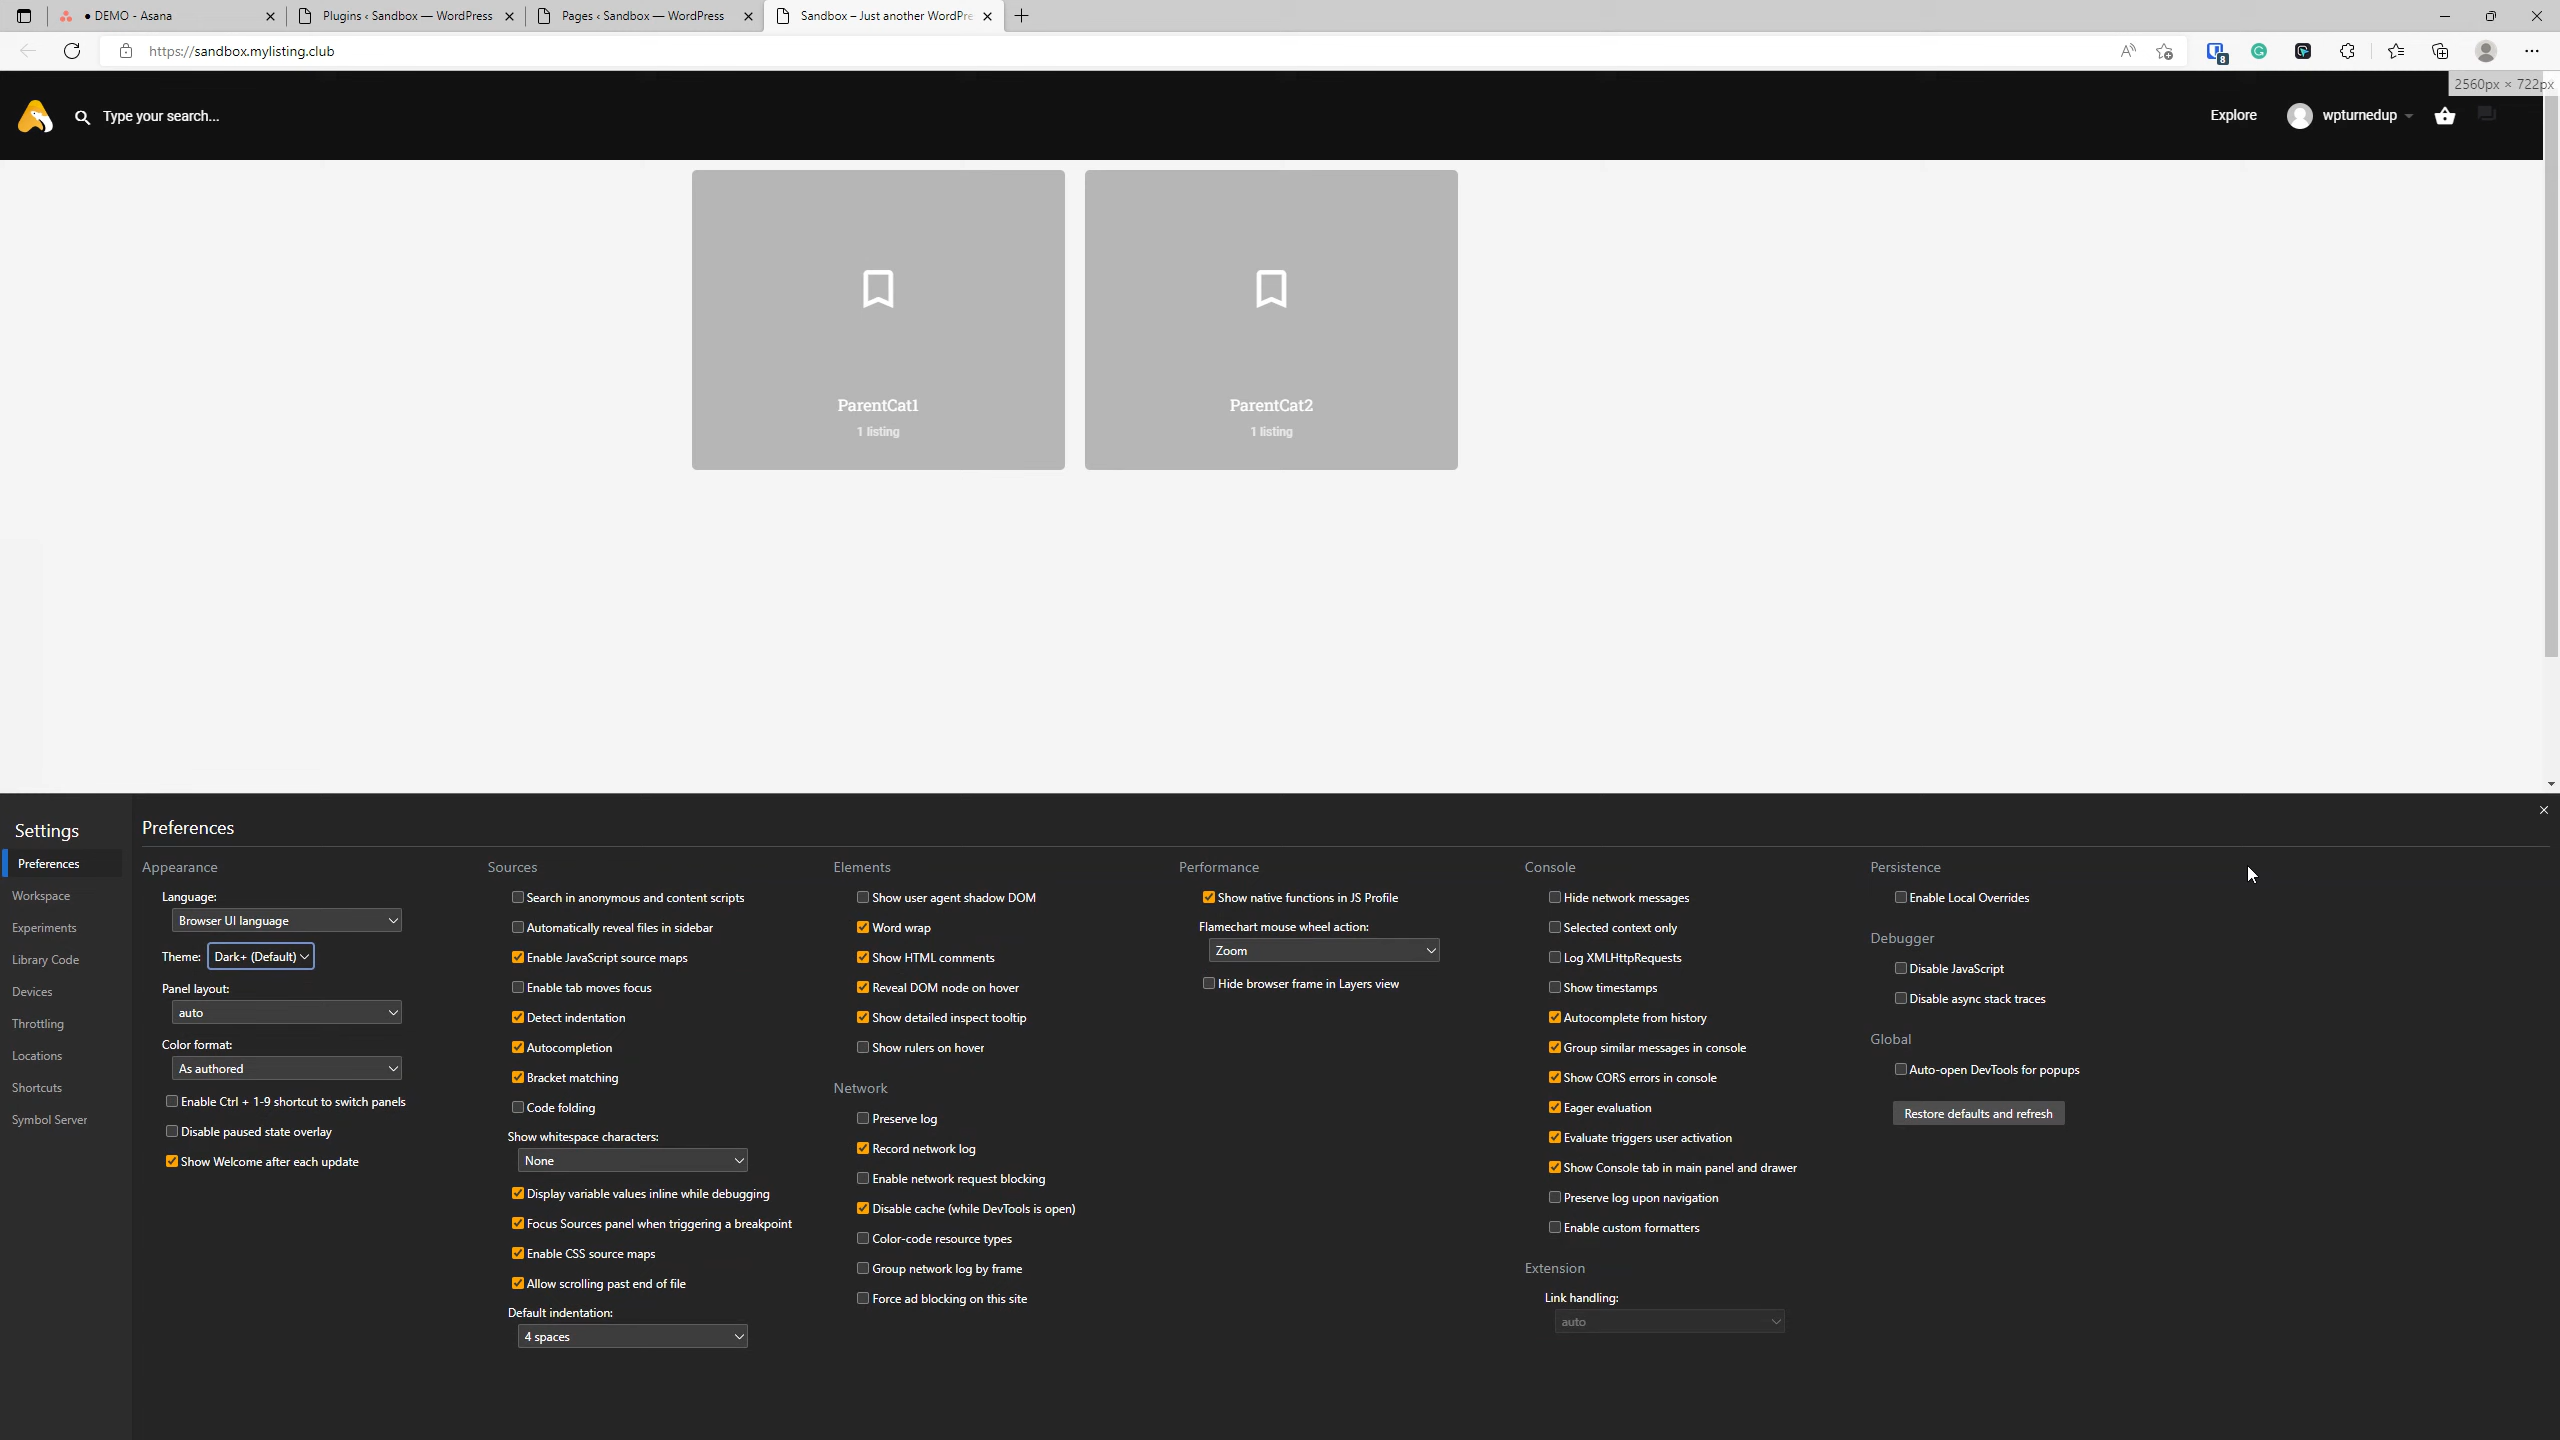 • DEMO - Asana
Plugins ‹ Sandbox — WordPress
Pages ‹ Sandbox — WordPress
Sandbox – Just another WordPre
https://sandbox.mylisting.club
8
2560px × 722px
Type your search...
Explore
wpturnedup
ParentCat1
1 listing
ParentCat2
1 listing
Settings
Preferences
Workspace
Experiments
Library Code
Devices
Throttling
Locations
Shortcuts
Symbol Server
Preferences
Appearance
Language:
Browser UI language
Theme: Dark+ (Default)
Panel layout:
auto
Color format:
As authored
Enable Ctrl + 1-9 shortcut to switch panels
Disable paused state overlay
Show Welcome after each update
Sources
Search in anonymous and content scripts
Automatically reveal files in sidebar
Enable JavaScript source maps
Enable tab moves focus
Detect indentation
Autocompletion
Bracket matching
Code folding
Show whitespace characters:
None
Display variable values inline while debugging
Focus Sources panel when triggering a breakpoint
Enable CSS source maps
Allow scrolling past end of file
Default indentation:
4 spaces
Elements
Show user agent shadow DOM
Word wrap
Show HTML comments
Reveal DOM node on hover
Show detailed inspect tooltip
Show rulers on hover
Network
Preserve log
Record network log
Enable network request blocking
Disable cache (while DevTools is open)
Color-code resource types
Group network log by frame
Force ad blocking on this site
Performance
Show native functions in JS Profile
Flamechart mouse wheel action:
Zoom
Hide browser frame in Layers view
Console
Hide network messages
Selected context only
Log XMLHttpRequests
Show timestamps
Autocomplete from history
Group similar messages in console
Show CORS errors in console
Eager evaluation
Evaluate triggers user activation
Show Console tab in main panel and drawer
Preserve log upon navigation
Enable custom formatters
Extension
Link handling:
auto
Persistence
Enable Local Overrides
Debugger
Disable JavaScript
Disable async stack traces
Global
Auto-open DevTools for popups
Restore defaults and refresh